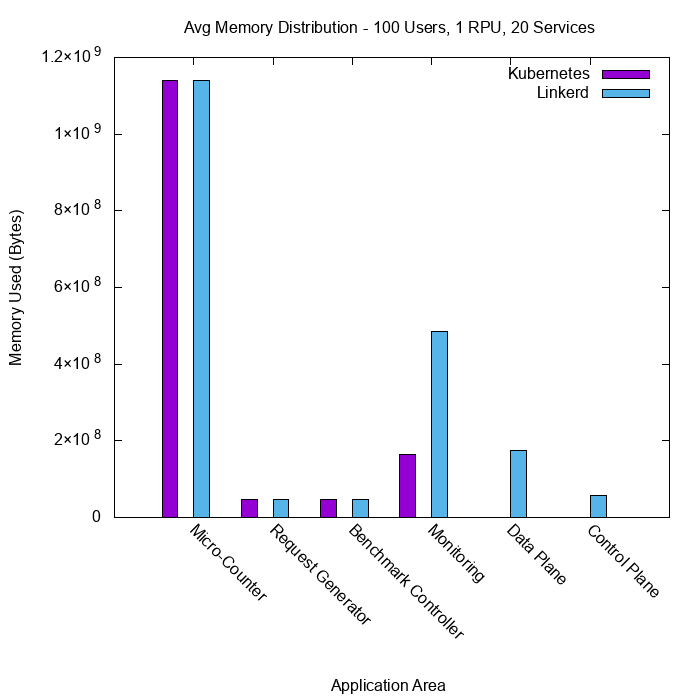 Avg Memory Distribution - 100 Users, 1 RPU, 20 Services
Kubernetes
Linkerd
Memory Used (Bytes)
1.2×10⁹
1×10⁹
8×10⁸
6×10⁸
4×10⁸
2×10⁸
0
Micro-Counter
Request Generator
Benchmark Controller
Monitoring
Data Plane
Control Plane
Application Area